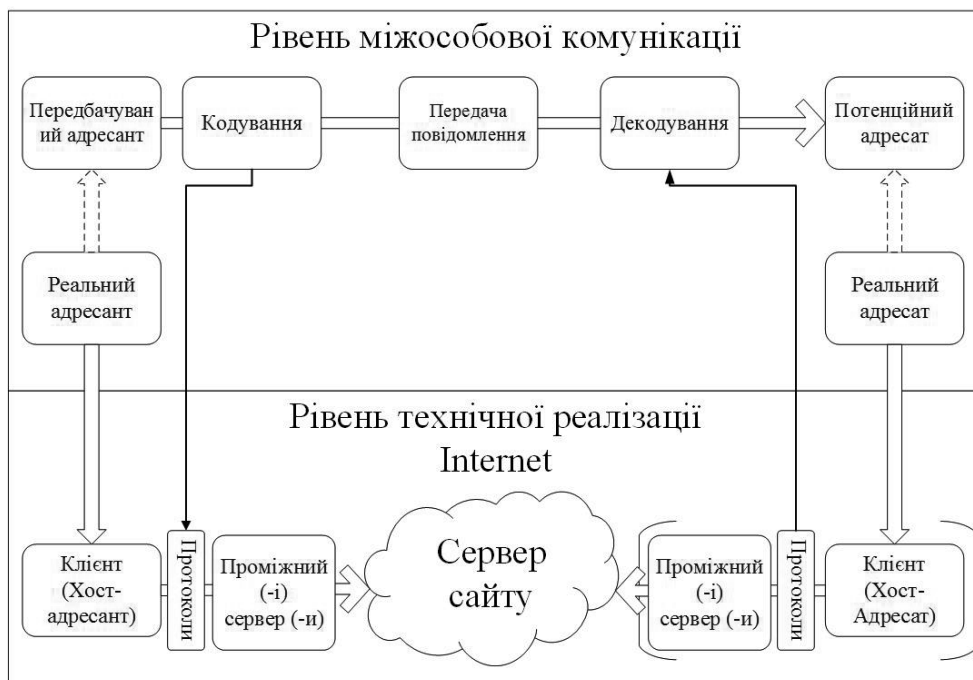 Рівень міжособової комунікації
Передбачуван
ий адресант
Кодування
Передача
повідомлення
Декодування
Потенційний
адресат
Реальний
адресант
Реальний
адресат
Рівень технічної реалізації
Internet
Клієнт
(Хост-
адресант)
Протоколи
Проміжний
(-і)
сервер (-и)
Сервер
сайту
Проміжний
(-і)
сервер (-и)
Протоколи
Клієнт
(Хост-
Адресат)